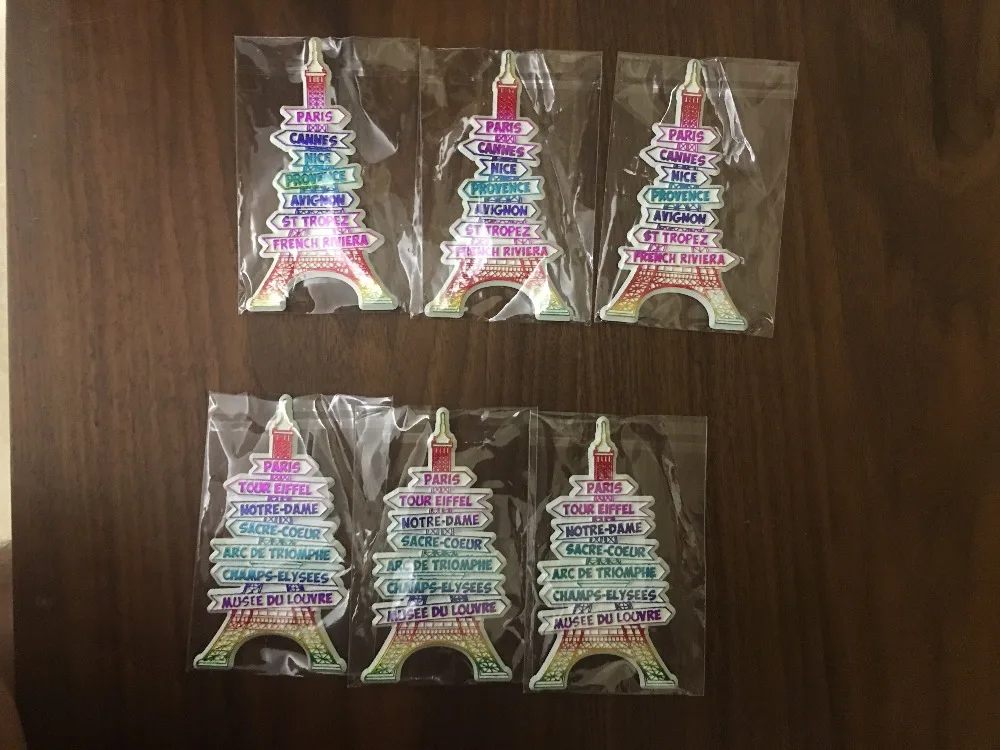 PARIS
CANNES
NICE
PROVENCE
AVIGNON
ST TROPEZ
FRENCH RIVIERA
PARIS
CANNES
NICE
PROVENCE
AVIGNON
ST TROPEZ
FRENCH RIVIERA
PARIS
CANNES
NICE
PROVENCE
AVIGNON
ST TROPEZ
FRENCH RIVIERA
PARIS
TOUR EIFFEL
NOTRE-DAME
SACRE-COEUR
ARC DE TRIOMPHE
CHAMPS-ELYSEES
MUSEE DU LOUVRE
PARIS
TOUR EIFFEL
NOTRE-DAME
SACRE-COEUR
ARC DE TRIOMPHE
CHAMPS-ELYSEES
MUSEE DU LOUVRE
PARIS
TOUR EIFFEL
NOTRE-DAME
SACRE-COEUR
ARC DE TRIOMPHE
CHAMPS-ELYSEES
MUSEE DU LOUVRE